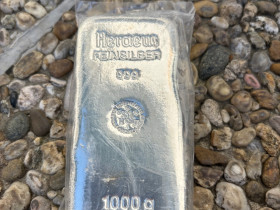 Heraeus
FEINSILBER
999
1000 g